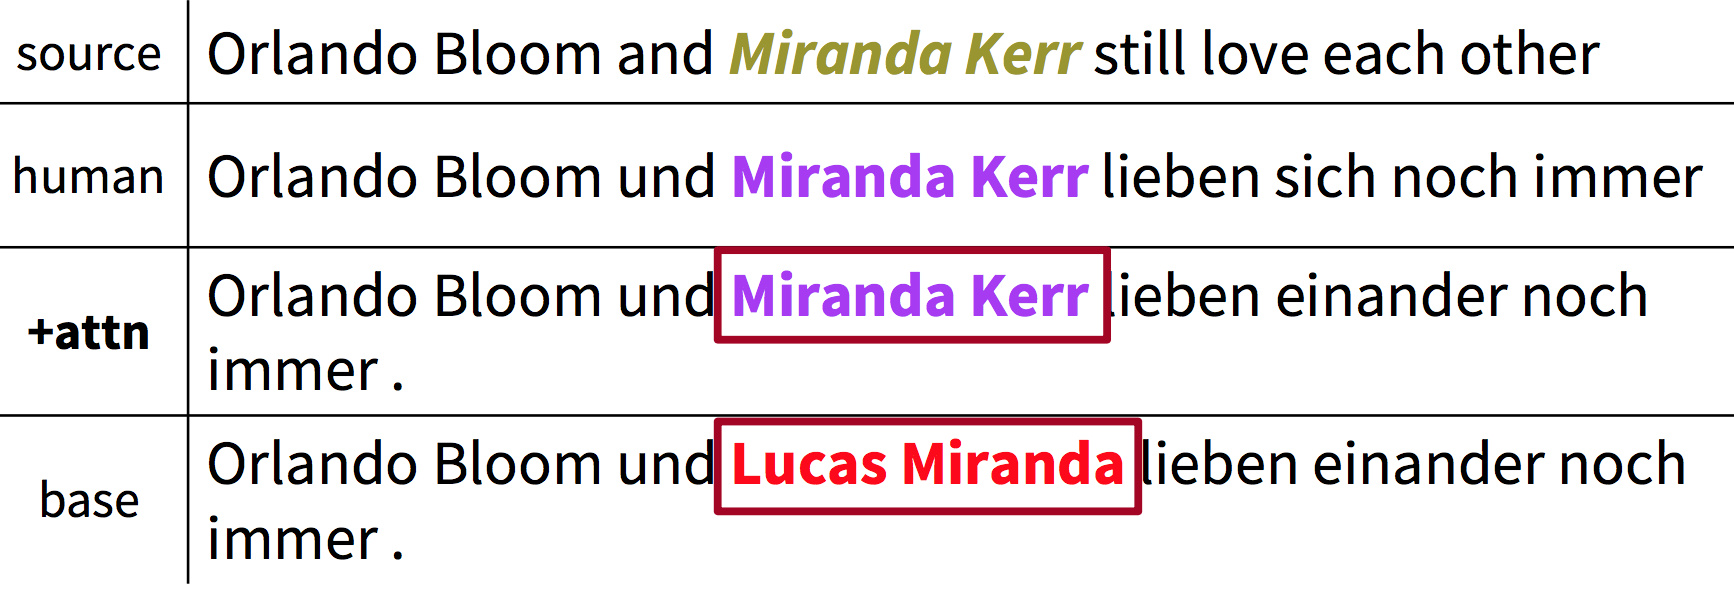 source Orlando Bloom and Miranda Kerr still love each other
human Orlando Bloom und Miranda Kerr lieben sich noch immer
+attn Orlando Bloom und Miranda Kerr lieben einander noch
immer .
base Orlando Bloom und Lucas Miranda lieben einander noch
immer .